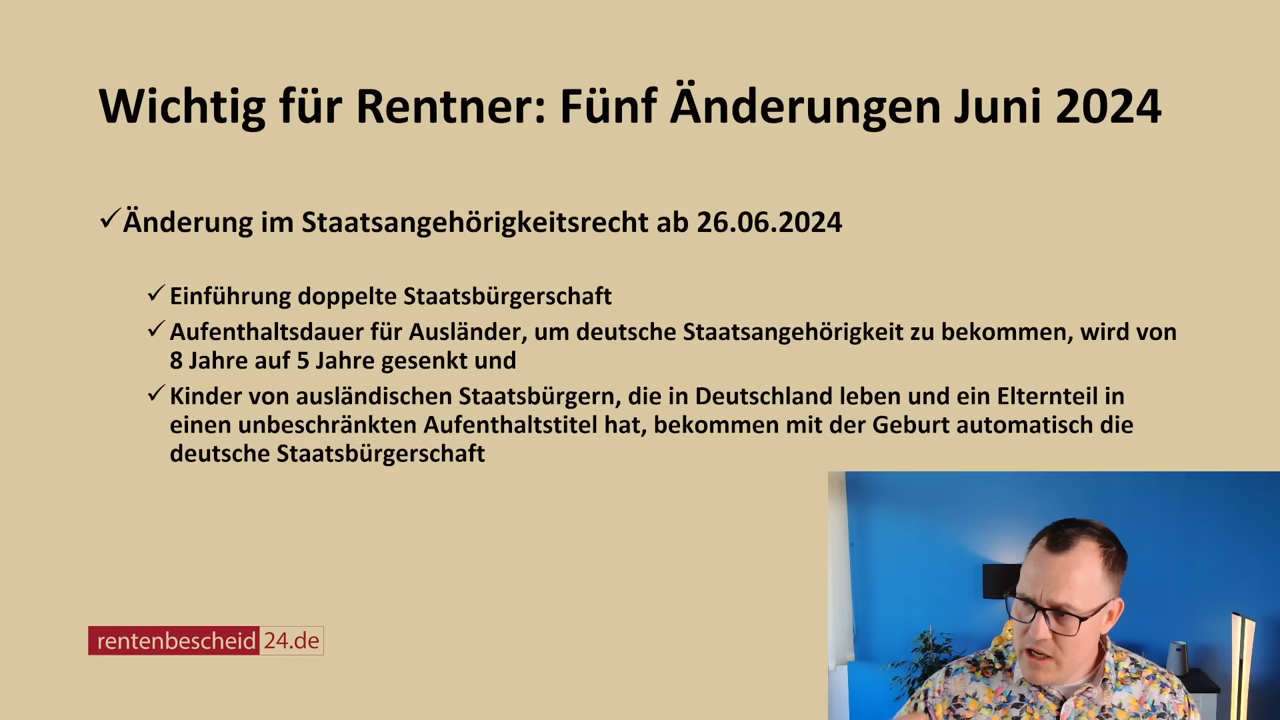 Wichtig für Rentner: Fünf Änderungen Juni 2024
✓Änderung im Staatsangehörigkeitsrecht ab 26.06.2024
✓Einführung doppelte Staatsbürgerschaft
✓Aufenthaltsdauer für Ausländer, um deutsche Staatsangehörigkeit zu bekommen, wird von
8 Jahre auf 5 Jahre gesenkt und
✓Kinder von ausländischen Staatsbürgern, die in Deutschland leben und ein Elternteil in
einen unbeschränkten Aufenthaltstitel hat, bekommen mit der Geburt automatisch die
deutsche Staatsbürgerschaft
rentenbescheid 24.de